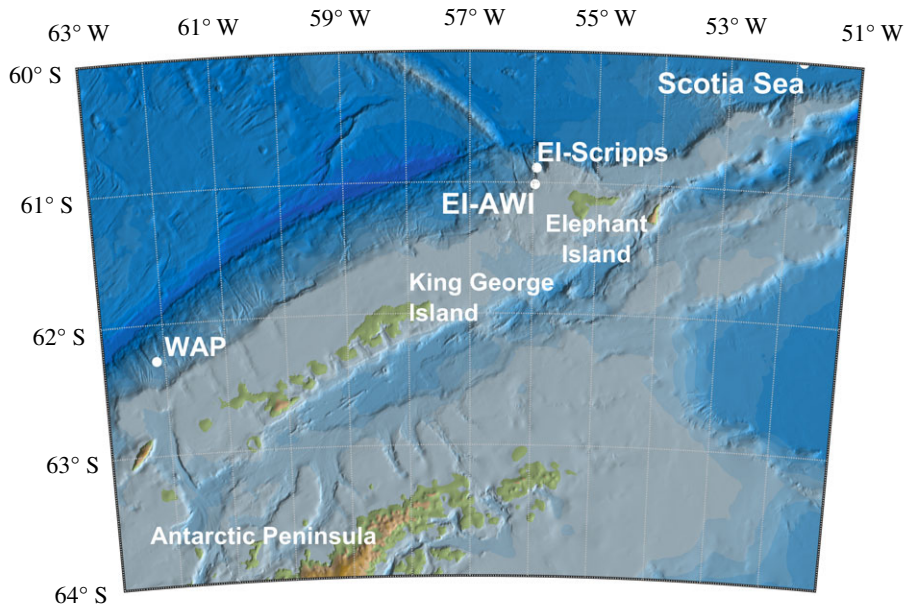 63° W 61° W 59° W 57° W 55° W 53° W 51° W
60° S
Scotia Sea
EI-Scripps
61° S
EI-AWI
Elephant
Island
King George
Island
62° S
WAP
63° S
Antarctic Peninsula
64° S